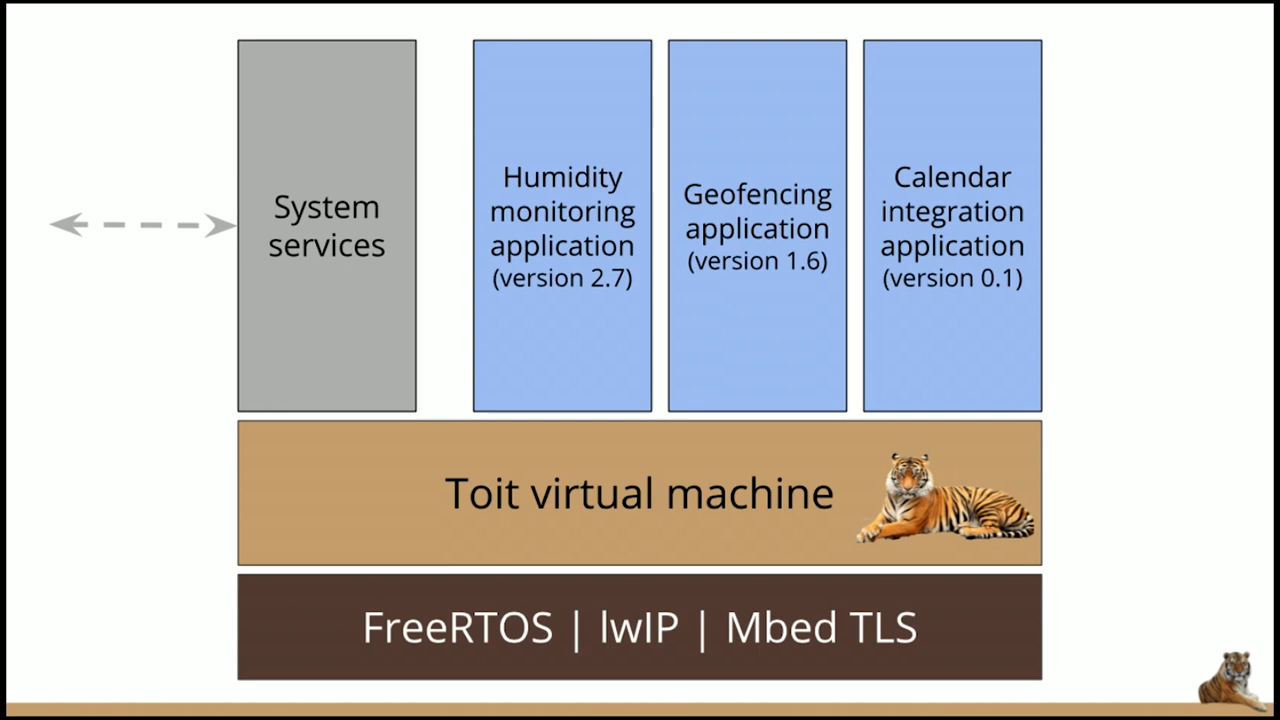 System
services
Humidity
monitoring
application
(version 2.7)
Geofencing
application
(version 1.6)
Calendar
integration
application
(version 0.1)
Toit virtual machine
FreeRTOS | lwIP | Mbed TLS